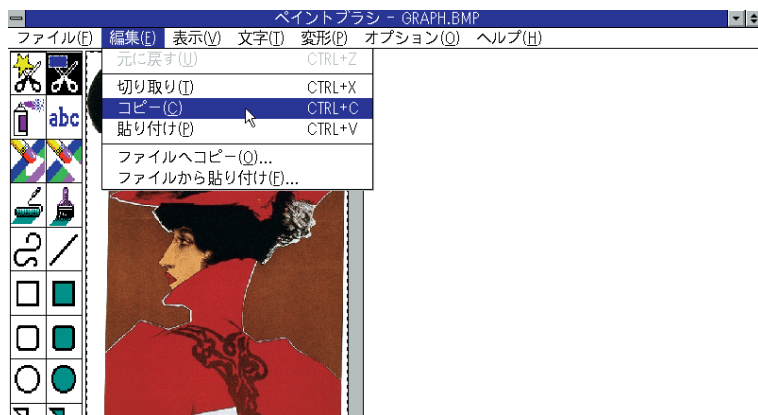 ペイントブラシ - GRAPH.BMP
ファイル(F) 編集(E) 表示(V) 文字(T) 変形(P) オプション(O) ヘルプ(H)
元に戻す(U) CTRL+Z
切り取り(T) CTRL+X
コピー(C) CTRL+C
abc 貼り付け(P) CTRL+V
ファイルへコピー(O)...
ファイルから貼り付け(F)...